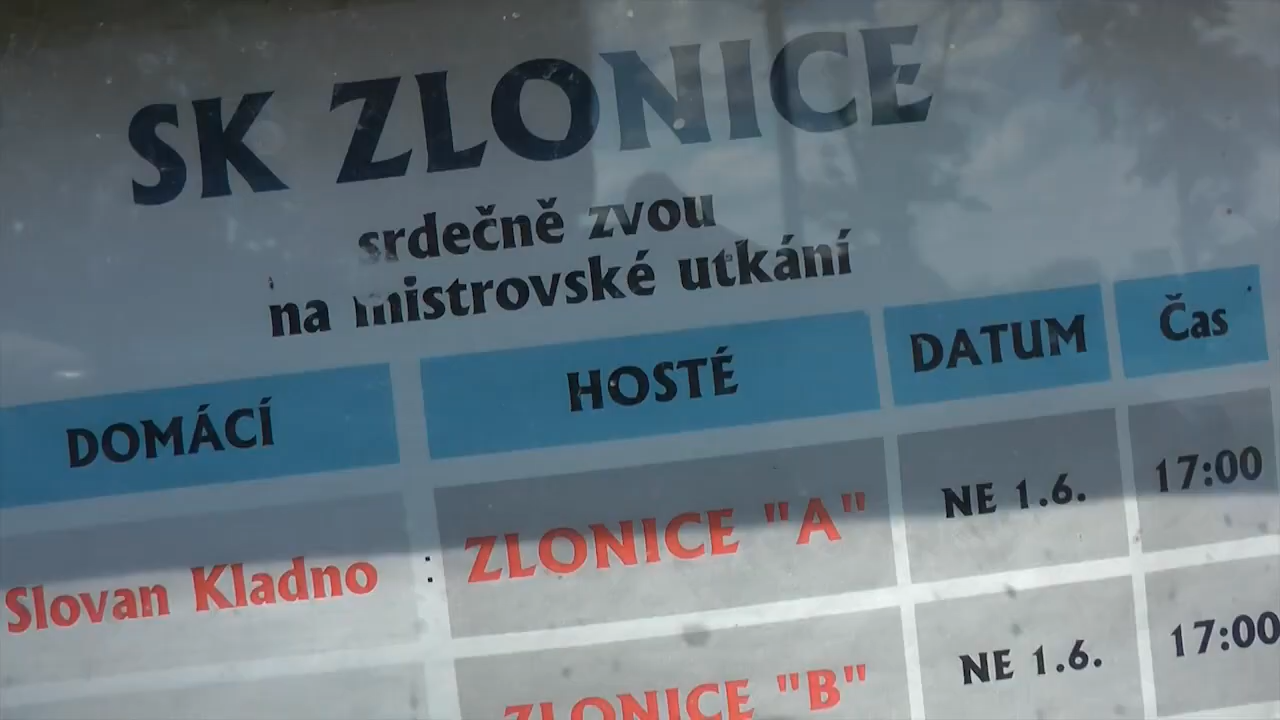 SK ZLONICE
srdečně zvou
na mistrovské utkání
DOMÁCÍ HOSTÉ DATUM Čas
Slovan Kladno : ZLONICE "A" NE 1.6. 17:00
ZLONICE "B" NE 1.6. 17:00